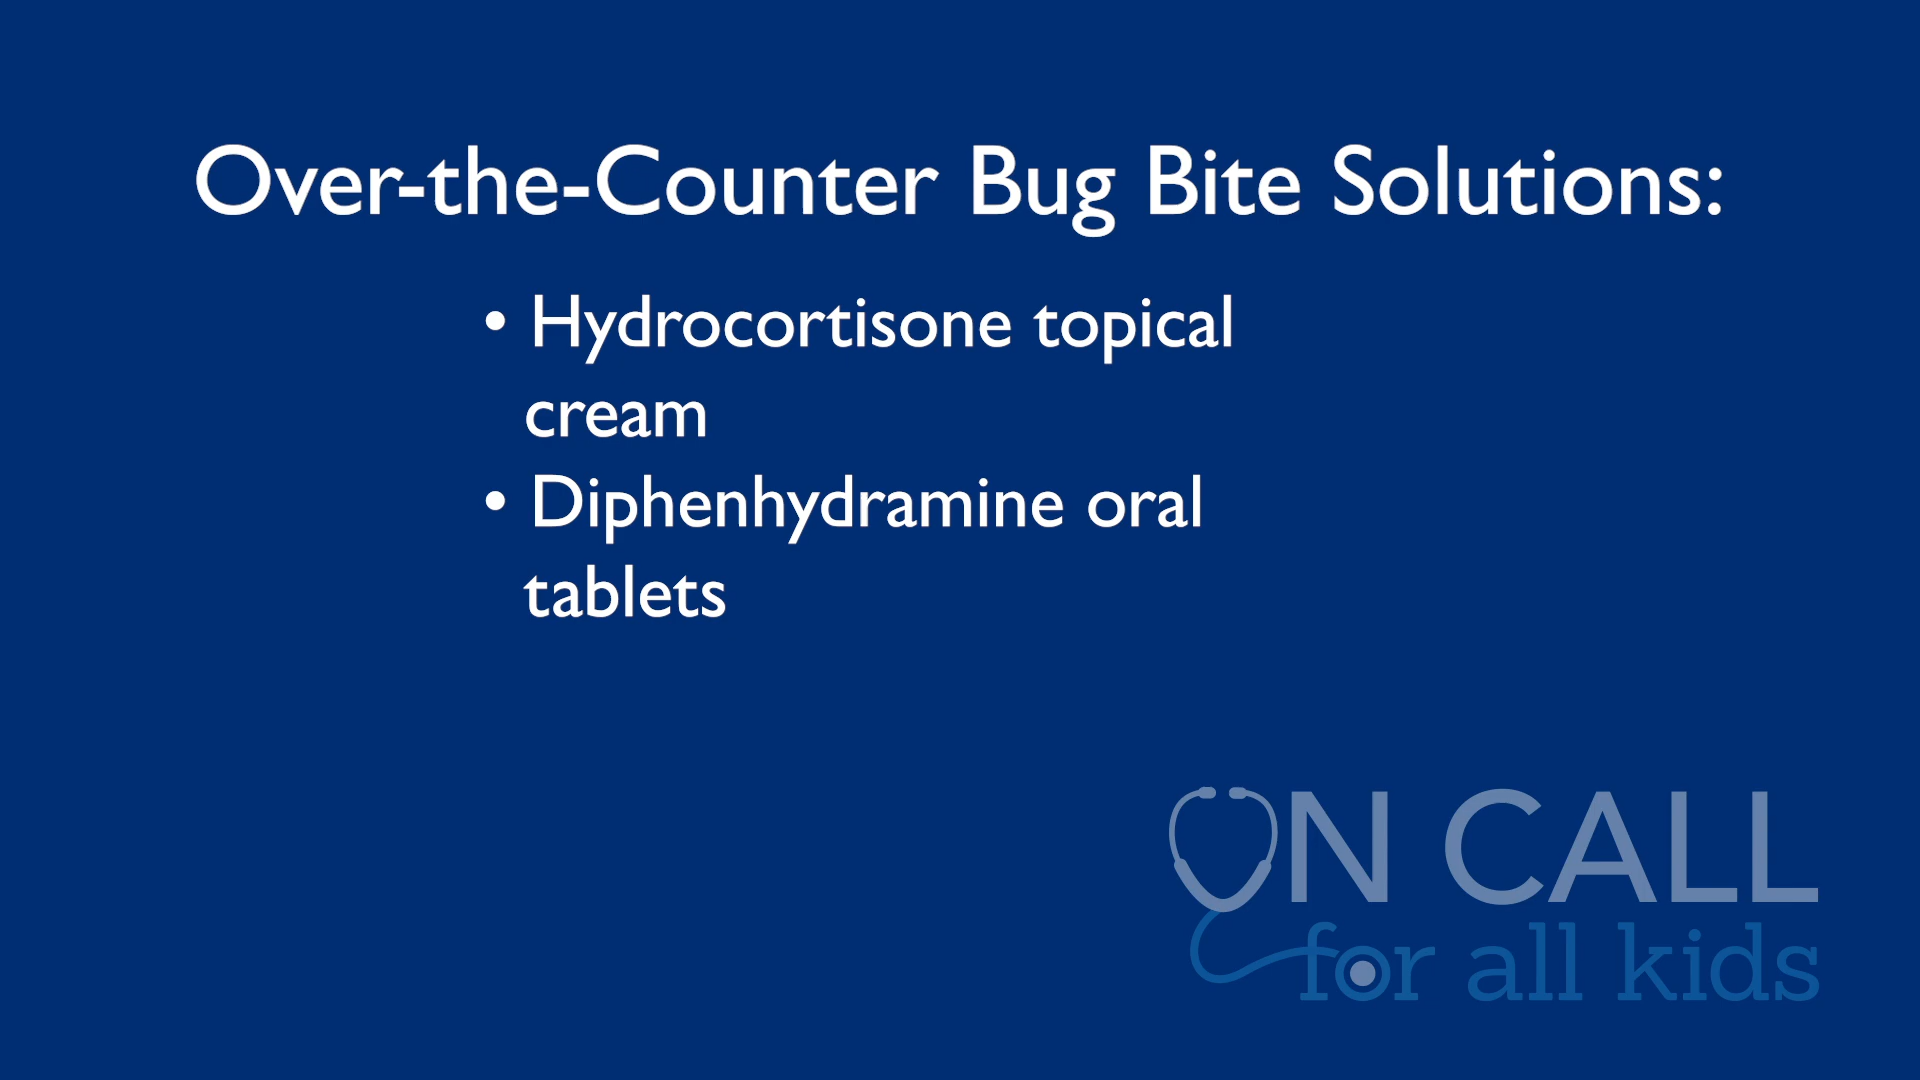 Over-the-Counter Bug Bite Solutions:
• Hydrocortisone topical
cream
• Diphenhydramine oral
tablets
ON CALL
for all kids